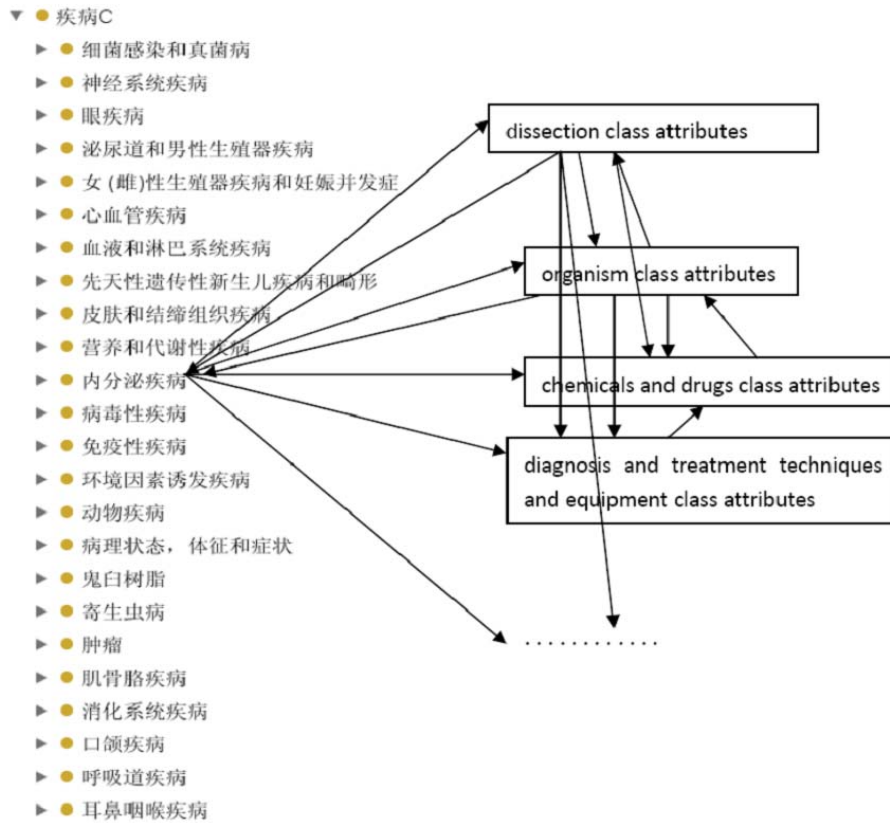 疾病C
细菌感染和真菌病
神经系统疾病
眼疾病
泌尿道和男性生殖器疾病
女(雌)性生殖器疾病和妊娠并发症
心血管疾病
血液和淋巴系统疾病
先天性遗传性新生儿疾病和畸形
皮肤和结缔组织疾病
营养和代谢性疾病
内分泌疾病
病毒性疾病
免疫性疾病
环境因素诱发疾病
动物疾病
病理状态，体征和症状
鬼臼树脂
寄生虫病
肿瘤
肌骨胳疾病
消化系统疾病
口颌疾病
呼吸道疾病
耳鼻咽喉疾病
dissection class attributes
organism class attributes
chemicals and drugs class attributes
diagnosis and treatment techniques
and equipment class attributes
............